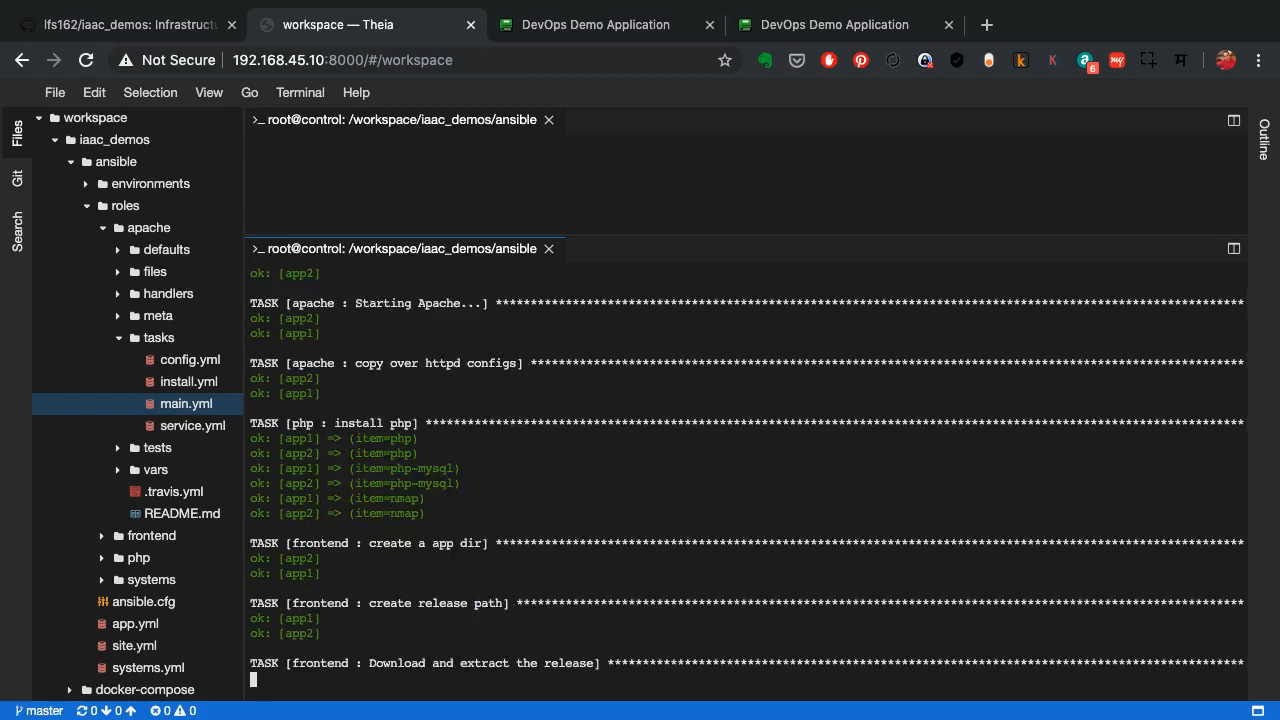 lfs162/iaac_demos: Infrastructu
workspace — Theia
DevOps Demo Application
DevOps Demo Application
Not Secure
192.168.45.10:8000/#/workspace
6
File Edit Selection View Go Terminal Help
Files
Git
Search
workspace
iaac_demos
ansible
environments
roles
apache
defaults
files
handlers
meta
tasks
config.yml
install.yml
main.yml
service.yml
tests
vars
.travis.yml
README.md
frontend
php
systems
ansible.cfg
app.yml
site.yml
systems.yml
docker-compose
>_ root@control: /workspace/iaac_demos/ansible
>_ root@control: /workspace/iaac_demos/ansible
ok: [app2]
TASK [apache : Starting Apache...] ******************************************************************************************************
ok: [app2]
ok: [app1]
TASK [apache : copy over httpd configs] *************************************************************************************************
ok: [app2]
ok: [app1]
TASK [php : install php] ****************************************************************************************************************
ok: [app1] => (item=php)
ok: [app2] => (item=php)
ok: [app1] => (item=php-mysql)
ok: [app2] => (item=php-mysql)
ok: [app1] => (item=nmap)
ok: [app2] => (item=nmap)
TASK [frontend : create a app dir] ******************************************************************************************************
ok: [app2]
ok: [app1]
TASK [frontend : create release path] ***************************************************************************************************
ok: [app1]
ok: [app2]
TASK [frontend : Download and extract the release] **************************************************************************************
Outline
master 0 0 0 0